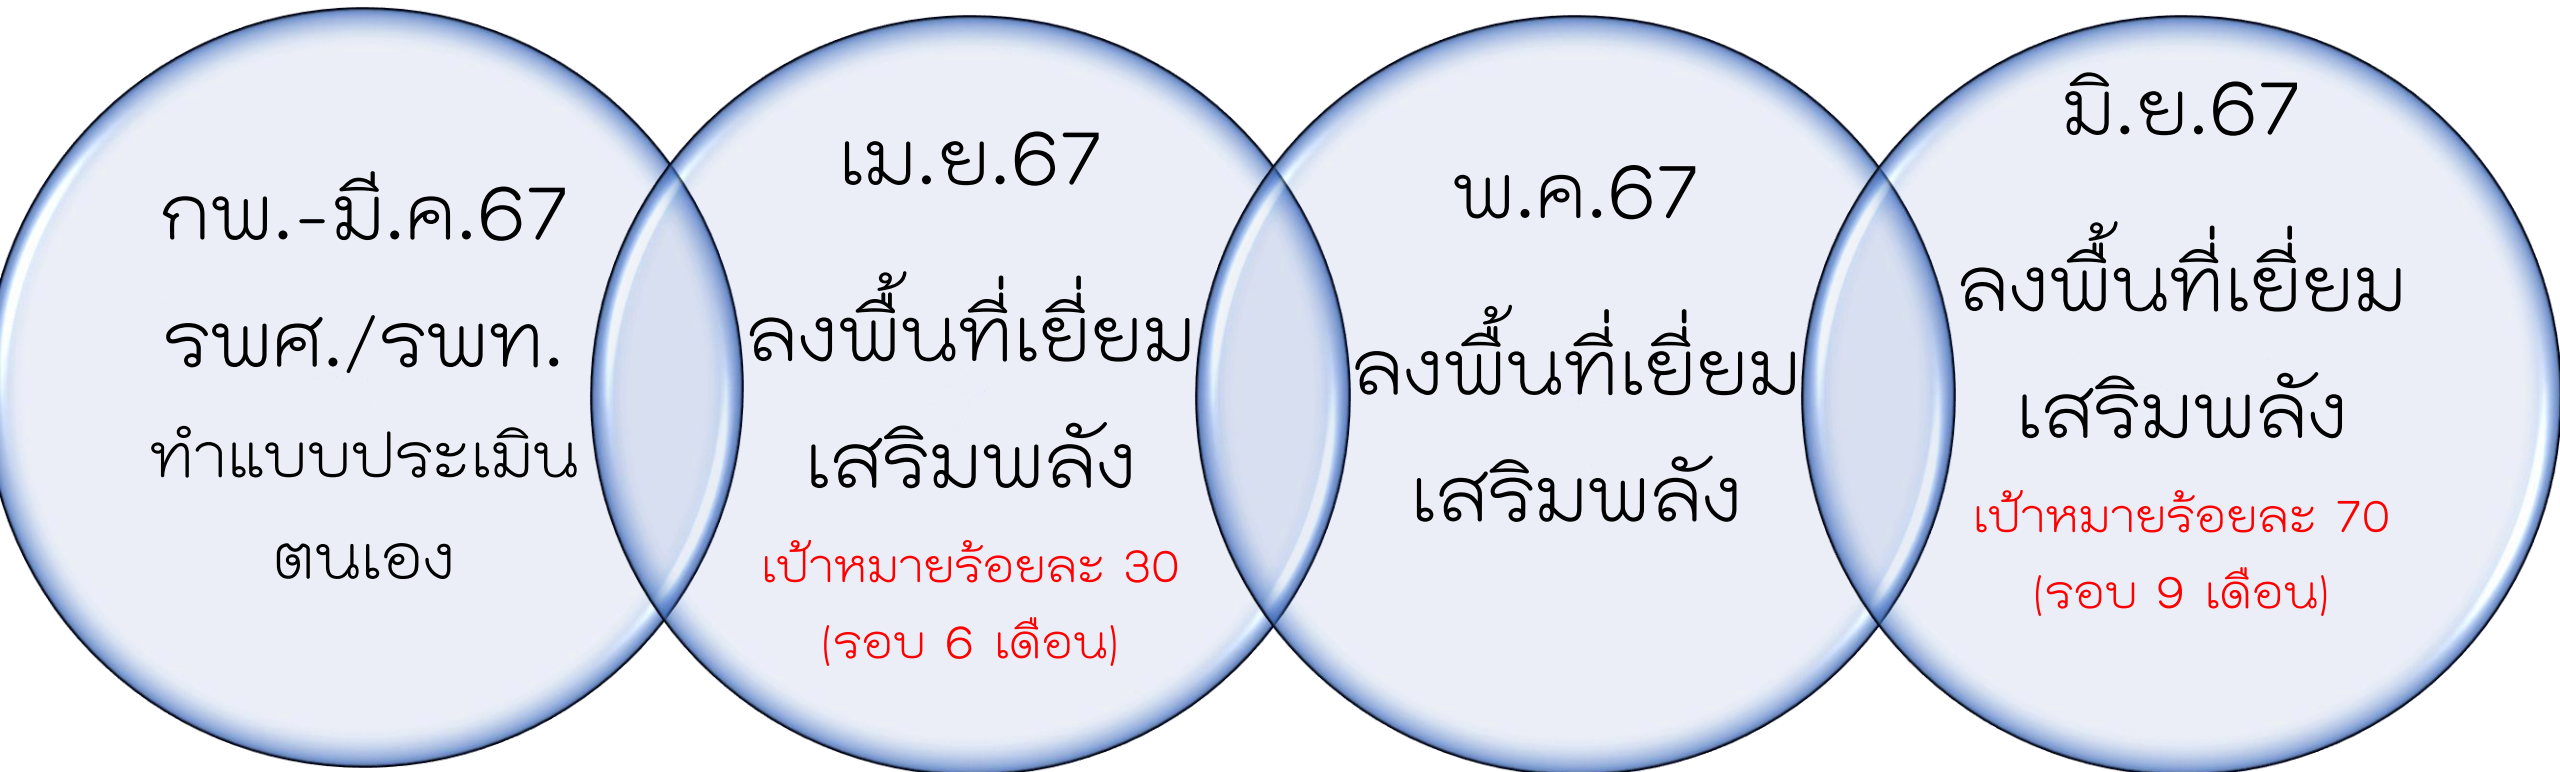 กพ.-มี.ค.67
รพศ./รพท.
ทำแบบประเมิน
ตนเอง
เม.ย.67
ลงพื้นที่เยี่ยม
เสริมพลัง
เป้าหมายร้อยละ 30
(รอบ 6 เดือน)
พ.ค.67
ลงพื้นที่เยี่ยม
เสริมพลัง
มิ.ย.67
ลงพื้นที่เยี่ยม
เสริมพลัง
เป้าหมายร้อยละ 70
(รอบ 9 เดือน)